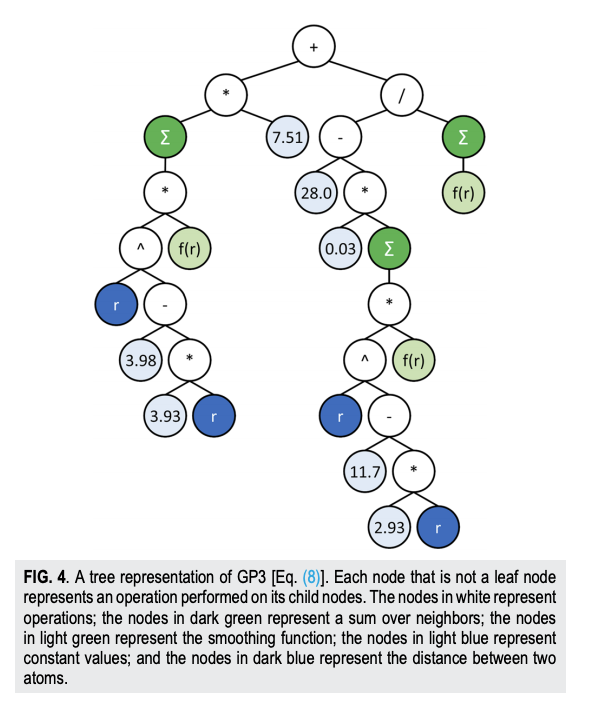 +
* /
Σ 7.51 - Σ
* 28.0 * f(r)
^ f(r) 0.03 Σ
r - *
3.98 * ^ f(r)
3.93 r r -
11.7 *
2.93 r
FIG. 4. A tree representation of GP3 [Eq. (8)]. Each node that is not a leaf node
represents an operation performed on its child nodes. The nodes in white represent
operations; the nodes in dark green represent a sum over neighbors; the nodes
in light green represent the smoothing function; the nodes in light blue represent
constant values; and the nodes in dark blue represent the distance between two
atoms.